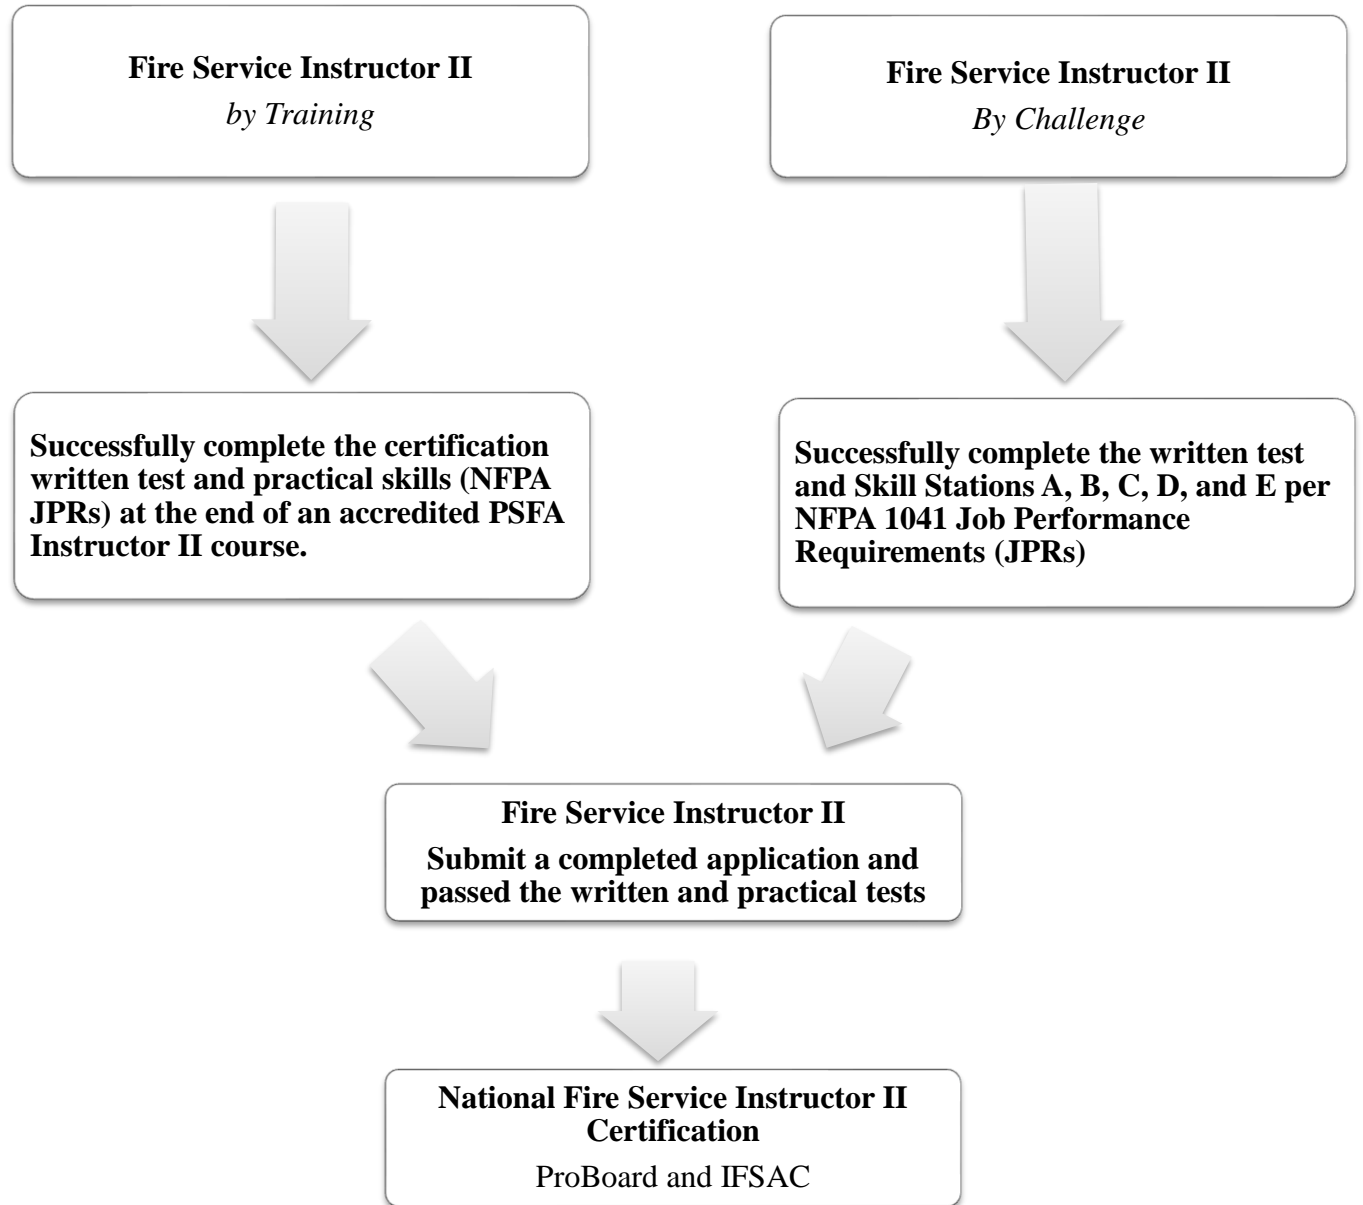 Fire Service Instructor II
by Training
Fire Service Instructor II
By Challenge
Successfully complete the certification
written test and practical skills (NFPA
JPRs) at the end of an accredited PSFA
Instructor II course.
Successfully complete the written test
and Skill Stations A, B, C, D, and E per
NFPA 1041 Job Performance
Requirements (JPRs)
Fire Service Instructor II
Submit a completed application and
passed the written and practical tests
National Fire Service Instructor II
Certification
ProBoard and IFSAC